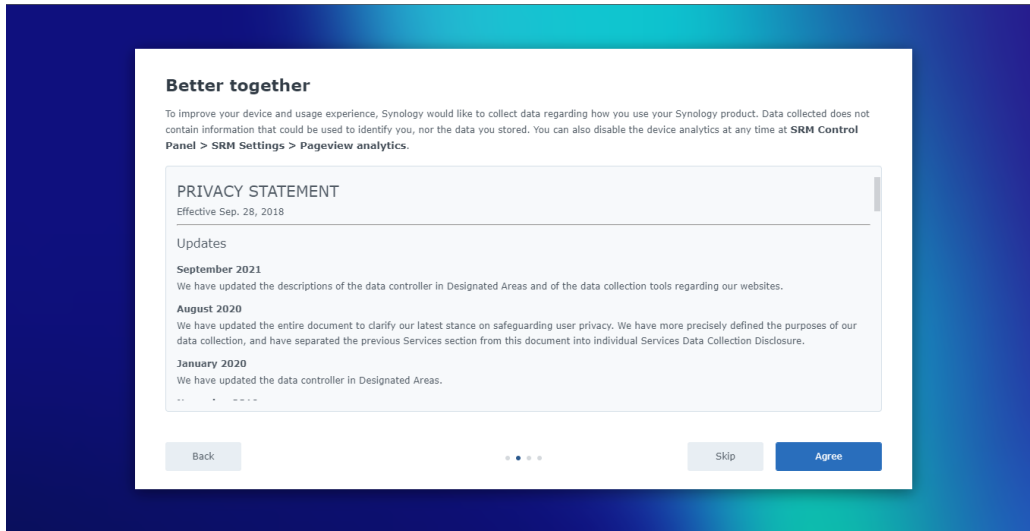 Better together
To improve your device and usage experience, Synology would like to collect data regarding how you use your Synology product. Data collected does not
contain information that could be used to identify you, nor the data you stored. You can also disable the device analytics at any time at SRM Control
Panel > SRM Settings > Pageview analytics.
PRIVACY STATEMENT
Effective Sep. 28, 2018
Updates
September 2021
We have updated the descriptions of the data controller in Designated Areas and of the data collection tools regarding our websites.
August 2020
We have updated the entire document to clarify our latest stance on safeguarding user privacy. We have more precisely defined the purposes of our
data collection, and have separated the previous Services section from this document into individual Services Data Collection Disclosure.
January 2020
We have updated the data controller in Designated Areas.
Back
Skip
Agree